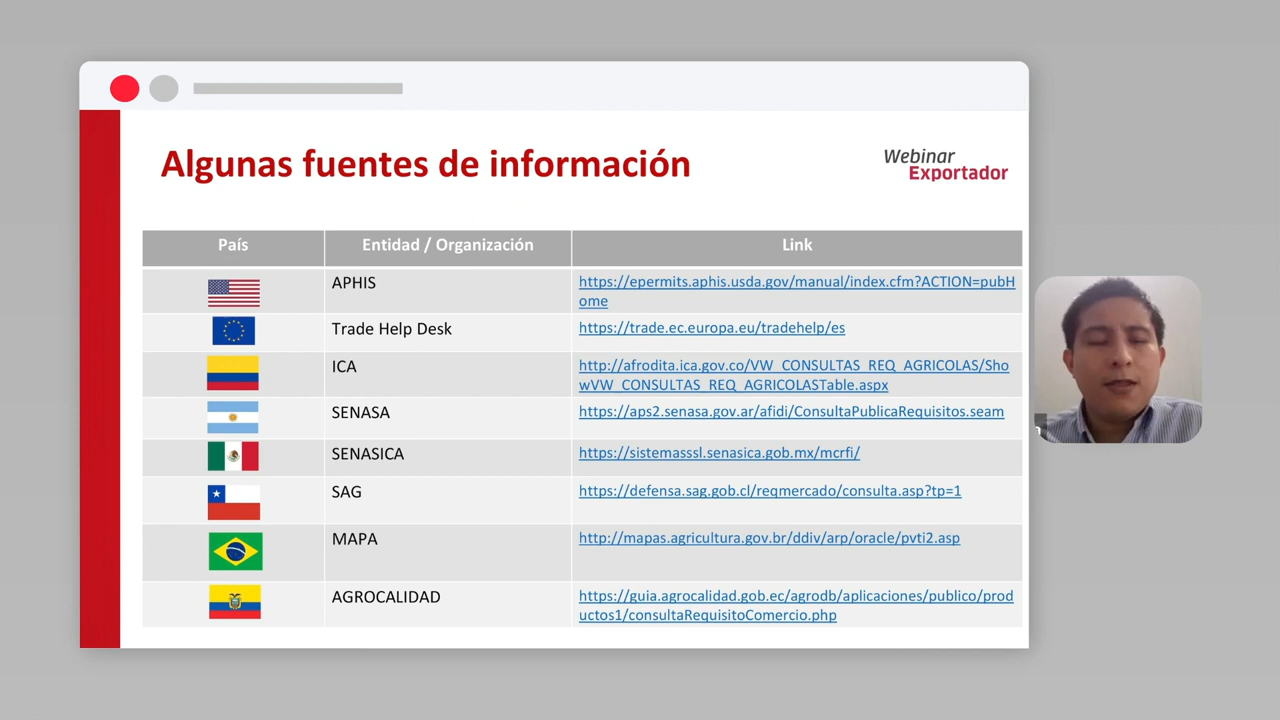 Algunas fuentes de información
Webinar
Exportador
País Entidad / Organización Link
APHIS https://epermits.aphis.usda.gov/manual/index.cfm?ACTION=pubH
ome
Trade Help Desk https://trade.ec.europa.eu/tradehelp/es
ICA http://afrodita.ica.gov.co/VW_CONSULTAS_REQ_AGRICOLAS/Sho
wVW_CONSULTAS_REQ_AGRICOLASTable.aspx
SENASA https://aps2.senasa.gov.ar/afidi/ConsultaPublicaRequisitos.seam
SENASICA https://sistemasssl.senasica.gob.mx/mcrfi/
SAG https://defensa.sag.gob.cl/reqmercado/consulta.asp?tp=1
MAPA http://mapas.agricultura.gov.br/ddiv/arp/oracle/pvti2.asp
AGROCALIDAD https://guia.agrocalidad.gob.ec/agrodb/aplicaciones/publico/prod
uctos1/consultaRequisitoComercio.php